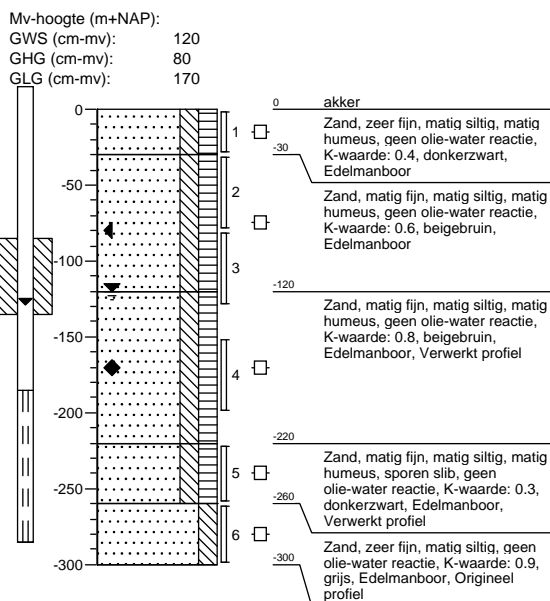 Mv-hoogte (m+NAP):
GWS (cm-mv): 120
GHG (cm-mv): 80
GLG (cm-mv): 170
0
-50
-100
-150
-200
-250
-300
1
2
3
4
5
6
0 akker
Zand, zeer fijn, matig siltig, matig
humeus, geen olie-water reactie,
K-waarde: 0.4, donkerzwart,
Edelmanboor
-30
Zand, matig fijn, matig siltig, matig
humeus, geen olie-water reactie,
K-waarde: 0.6, beigebruin,
Edelmanboor
-120
Zand, matig fijn, matig siltig, matig
humeus, geen olie-water reactie,
K-waarde: 0.8, beigebruin,
Edelmanboor, Verwerkt profiel
-220
Zand, matig fijn, matig siltig, matig
humeus, sporen slib, geen
olie-water reactie, K-waarde: 0.3,
donkerzwart, Edelmanboor,
Verwerkt profiel
-260
Zand, zeer fijn, matig siltig, geen
olie-water reactie, K-waarde: 0.9,
grijs, Edelmanboor, Origineel
profiel
-300